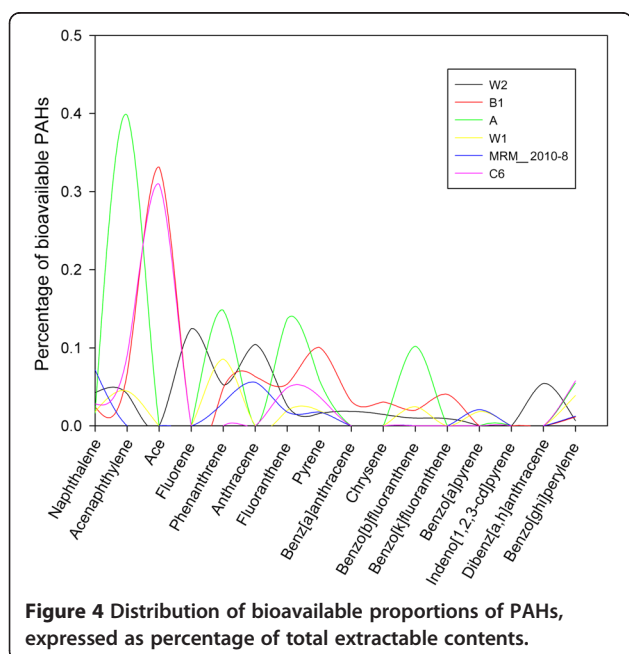 0.5
0.4
0.3
0.2
0.1
0.0
Percentage of bioavailable PAHs
W2
B1
A
W1
MRM__2010-8
C6
Naphthalene
Acenaphthylene
Ace
Fluorene
Phenanthrene
Anthracene
Fluoranthene
Pyrene
Benz[a]anthracene
Chrysene
Benzo[b]fluoranthene
Benzo[k]fluoranthene
Benzo[a]pyrene
Indeno[1,2,3-cd]pyrene
Dibenz[a,h]anthracene
Benzo[ghi]perylene
Figure 4 Distribution of bioavailable proportions of PAHs,
expressed as percentage of total extractable contents.